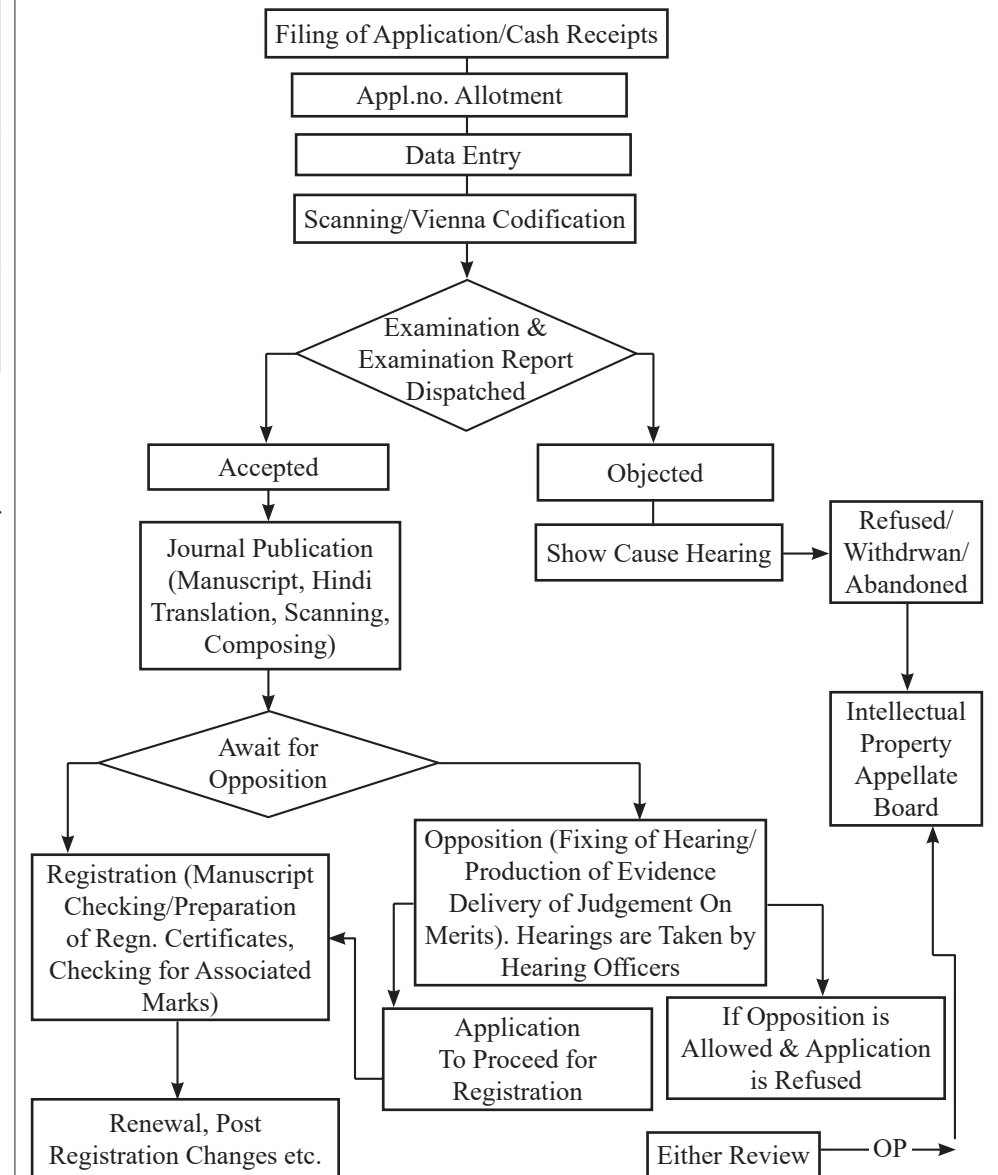 Filing of Application/Cash Receipts
Appl.no. Allotment
Data Entry
Scanning/Vienna Codification
Examination &
Examination Report
Dispatched
Accepted
Objected
Journal Publication
(Manuscript, Hindi
Translation, Scanning,
Composing)
Show Cause Hearing
Refused/
Withdrwan/
Abandoned
Intellectual
Property
Appellate
Board
Await for
Opposition
Registration (Manuscript
Checking/Preparation
of Regn. Certificates,
Checking for Associated
Marks)
Opposition (Fixing of Hearing/
Production of Evidence
Delivery of Judgement On
Merits). Hearings are Taken by
Hearing Officers
Application
To Proceed for
Registration
If Opposition is
Allowed & Application
is Refused
Renewal, Post
Registration Changes etc.
Either Review
OP